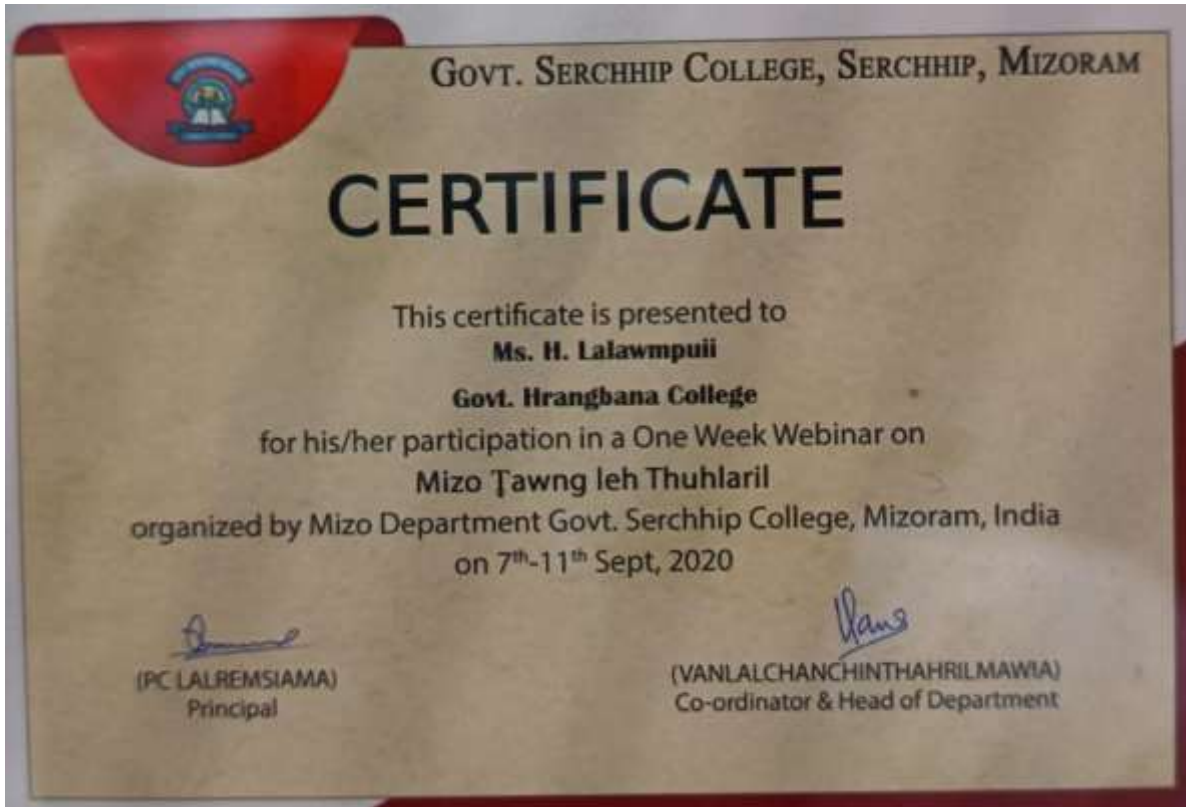 GOVT. SERCHHIP COLLEGE, SERCHHIP, MIZORAM
CERTIFICATE
This certificate is presented to
Ms. H. Lalawmpuii
Govt. Hrangbana College
for his/her participation in a One Week Webinar on
Mizo Ṭawng leh Thuhlaril
organized by Mizo Department Govt. Serchhip College, Mizoram, India
on 7th-11th Sept, 2020
(PC LALREMSIAMA)
Principal
(VANLALCHANCHINTHAHRILMAWIA)
Co-ordinator & Head of Department